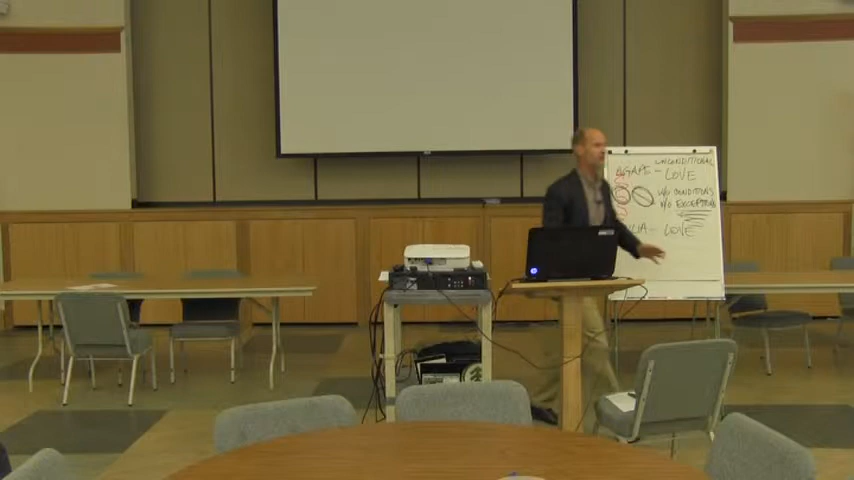 UNCONDITIONAL
AGAPE - LOVE
W/O CONDITIONS
W/O EXCEPTIONS
- LOVE